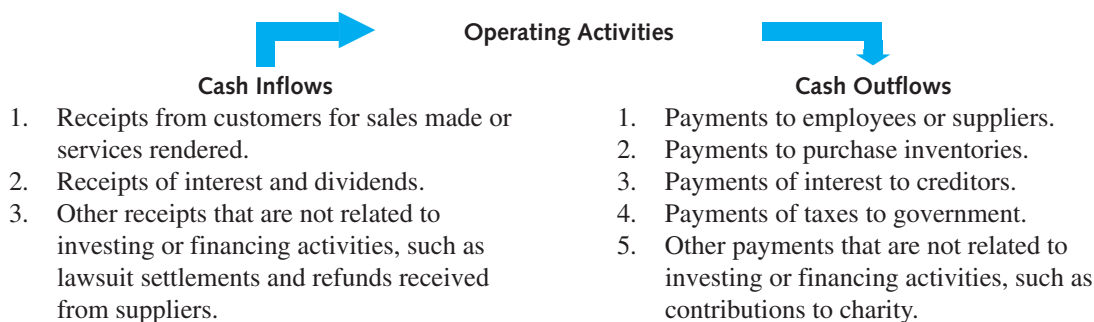 Operating Activities
Cash Inflows
1. Receipts from customers for sales made or
services rendered.
2. Receipts of interest and dividends.
3. Other receipts that are not related to
investing or financing activities, such as
lawsuit settlements and refunds received
from suppliers.
Cash Outflows
1. Payments to employees or suppliers.
2. Payments to purchase inventories.
3. Payments of interest to creditors.
4. Payments of taxes to government.
5. Other payments that are not related to
investing or financing activities, such as
contributions to charity.